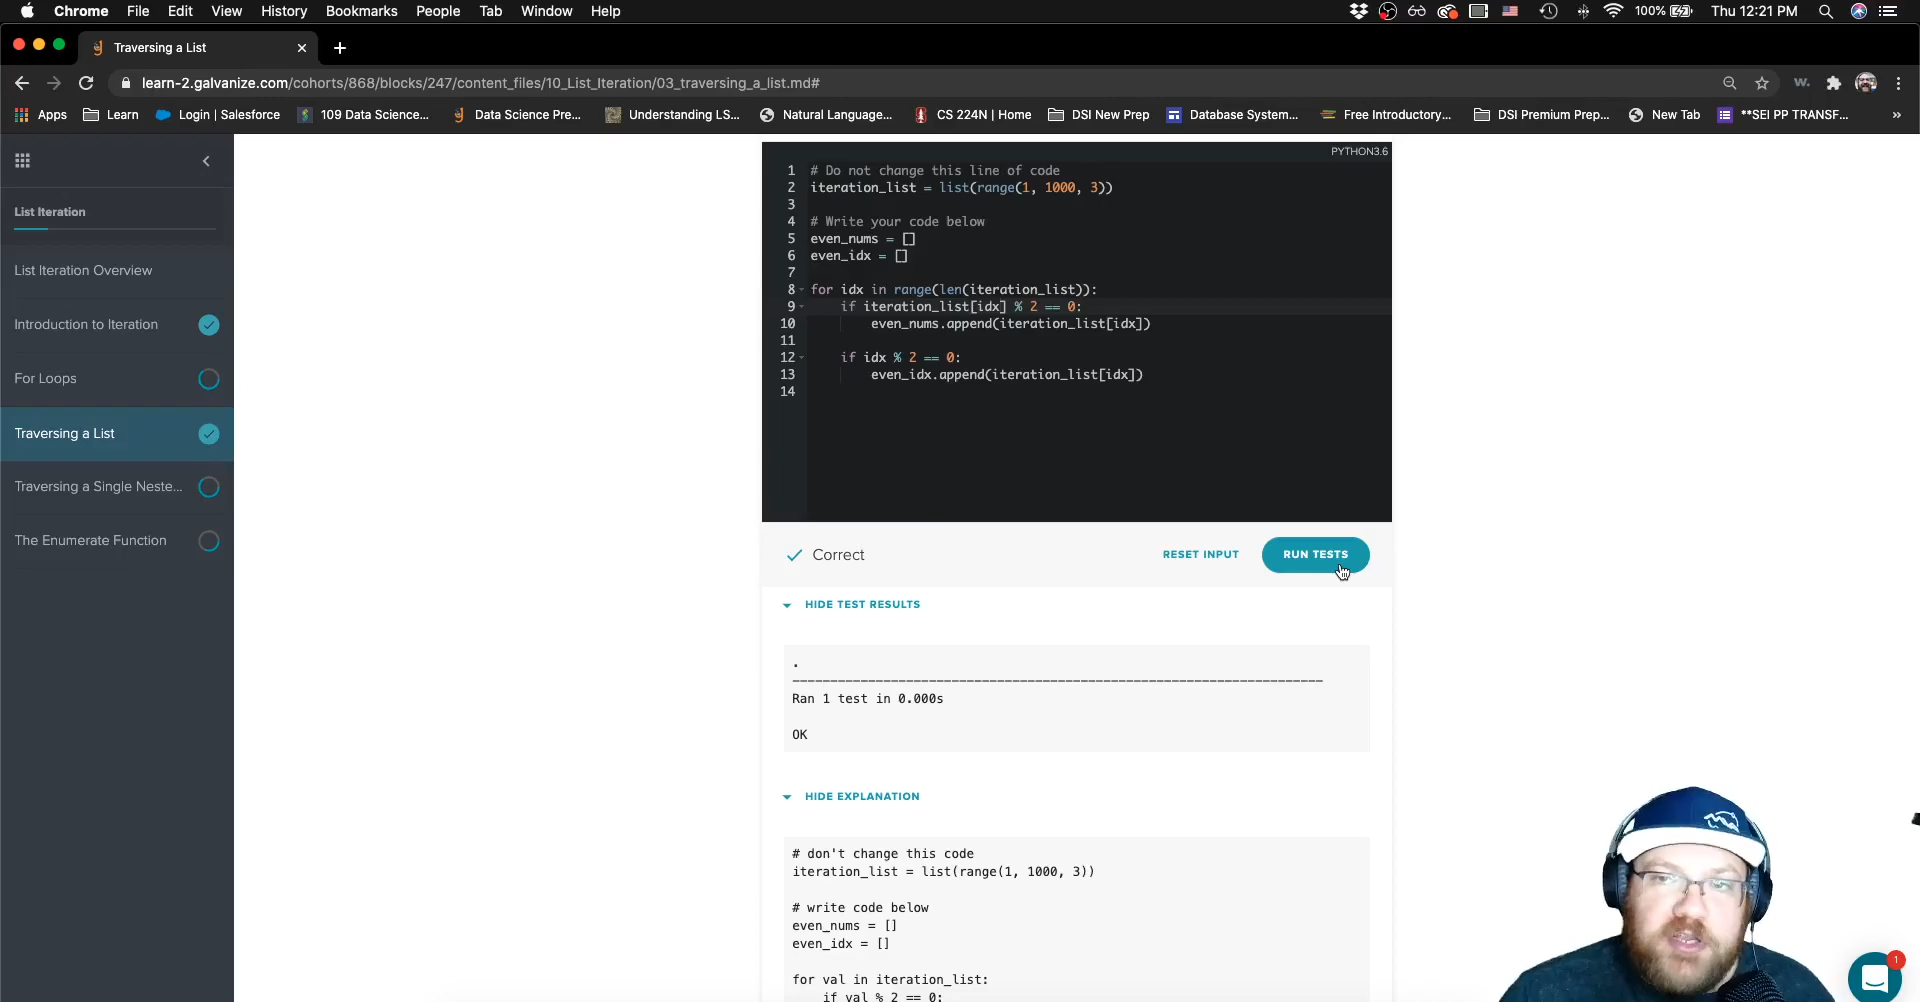 Chrome File Edit View History Bookmarks People Tab Window Help 100% Thu 12:21 PM
Traversing a List
learn-2.galvanize.com/cohorts/868/blocks/247/content_files/10_List_Iteration/03_traversing_a_list.md#
Apps Learn Login | Salesforce 109 Data Science... Data Science Pre... Understanding LS... Natural Language... CS 224N | Home DSI New Prep Database System... Free Introductory... DSI Premium Prep... New Tab **SEI PP TRANSF... »
List Iteration
List Iteration Overview
Introduction to Iteration
For Loops
Traversing a List
Traversing a Single Neste...
The Enumerate Function
PYTHON3.6
1 # Do not change this line of code
2 iteration_list = list(range(1, 1000, 3))
3
4 # Write your code below
5 even_nums = []
6 even_idx = []
7
8 for idx in range(len(iteration_list)):
9 if iteration_list[idx] % 2 == 0:
10 even_nums.append(iteration_list[idx])
11
12 if idx % 2 == 0:
13 even_idx.append(iteration_list[idx])
14
Correct RESET INPUT RUN TESTS
HIDE TEST RESULTS
.
----------------------------------------------------------------------
Ran 1 test in 0.000s
OK
HIDE EXPLANATION
# don't change this code
iteration_list = list(range(1, 1000, 3))
# write code below
even_nums = []
even_idx = []
for val in iteration_list:
if val % 2 == 0:
1